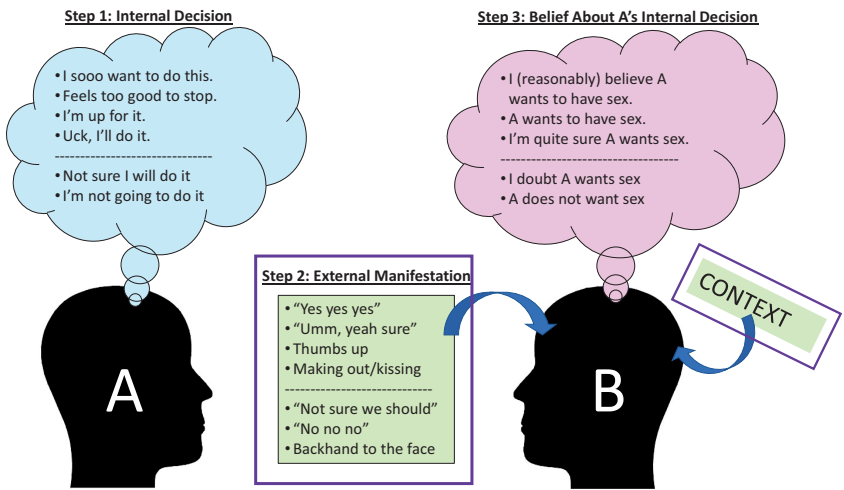 Step 1: Internal Decision
• I sooo want to do this.
• Feels too good to stop.
• I'm up for it.
• Uck, I'll do it.
-------------------------------
• Not sure I will do it
• I'm not going to do it
Step 2: External Manifestation
• "Yes yes yes"
• "Umm, yeah sure"
• Thumbs up
• Making out/kissing
-----------------------------
• "Not sure we should"
• "No no no"
• Backhand to the face
Step 3: Belief About A's Internal Decision
• I (reasonably) believe A
wants to have sex.
• A wants to have sex.
• I'm quite sure A wants sex.
-----------------------------------
• I doubt A wants sex
• A does not want sex
CONTEXT
A
B